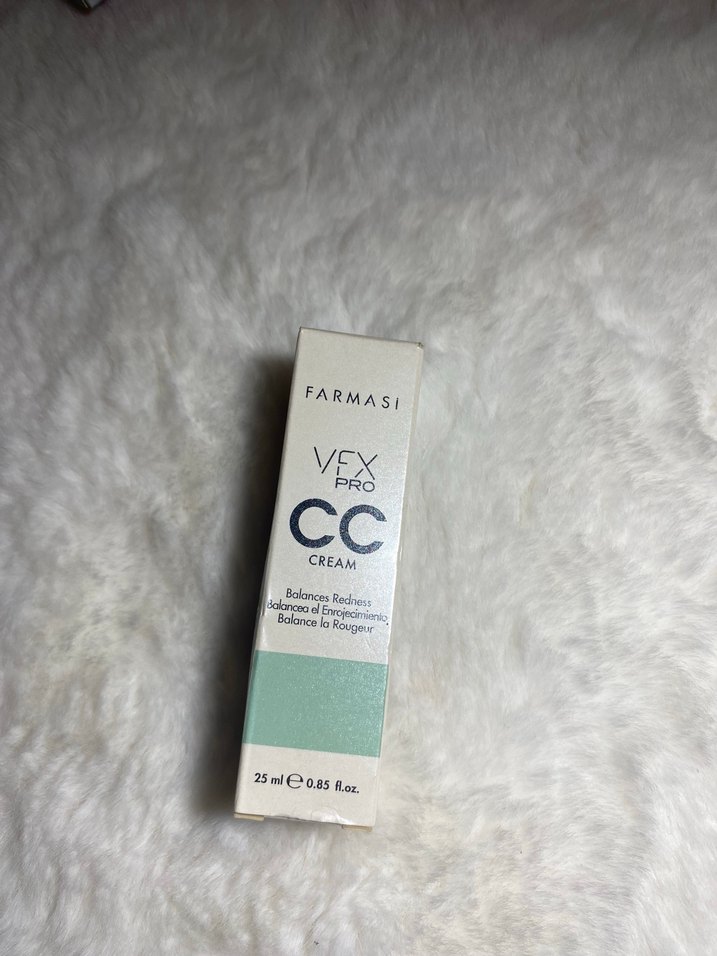 FARMASİ
VFX
PRO
CC
CREAM
Balances Redness
Balancea el Enrojecimiento
Balance la Rougeur
25 ml ℮ 0.85 fl.oz.